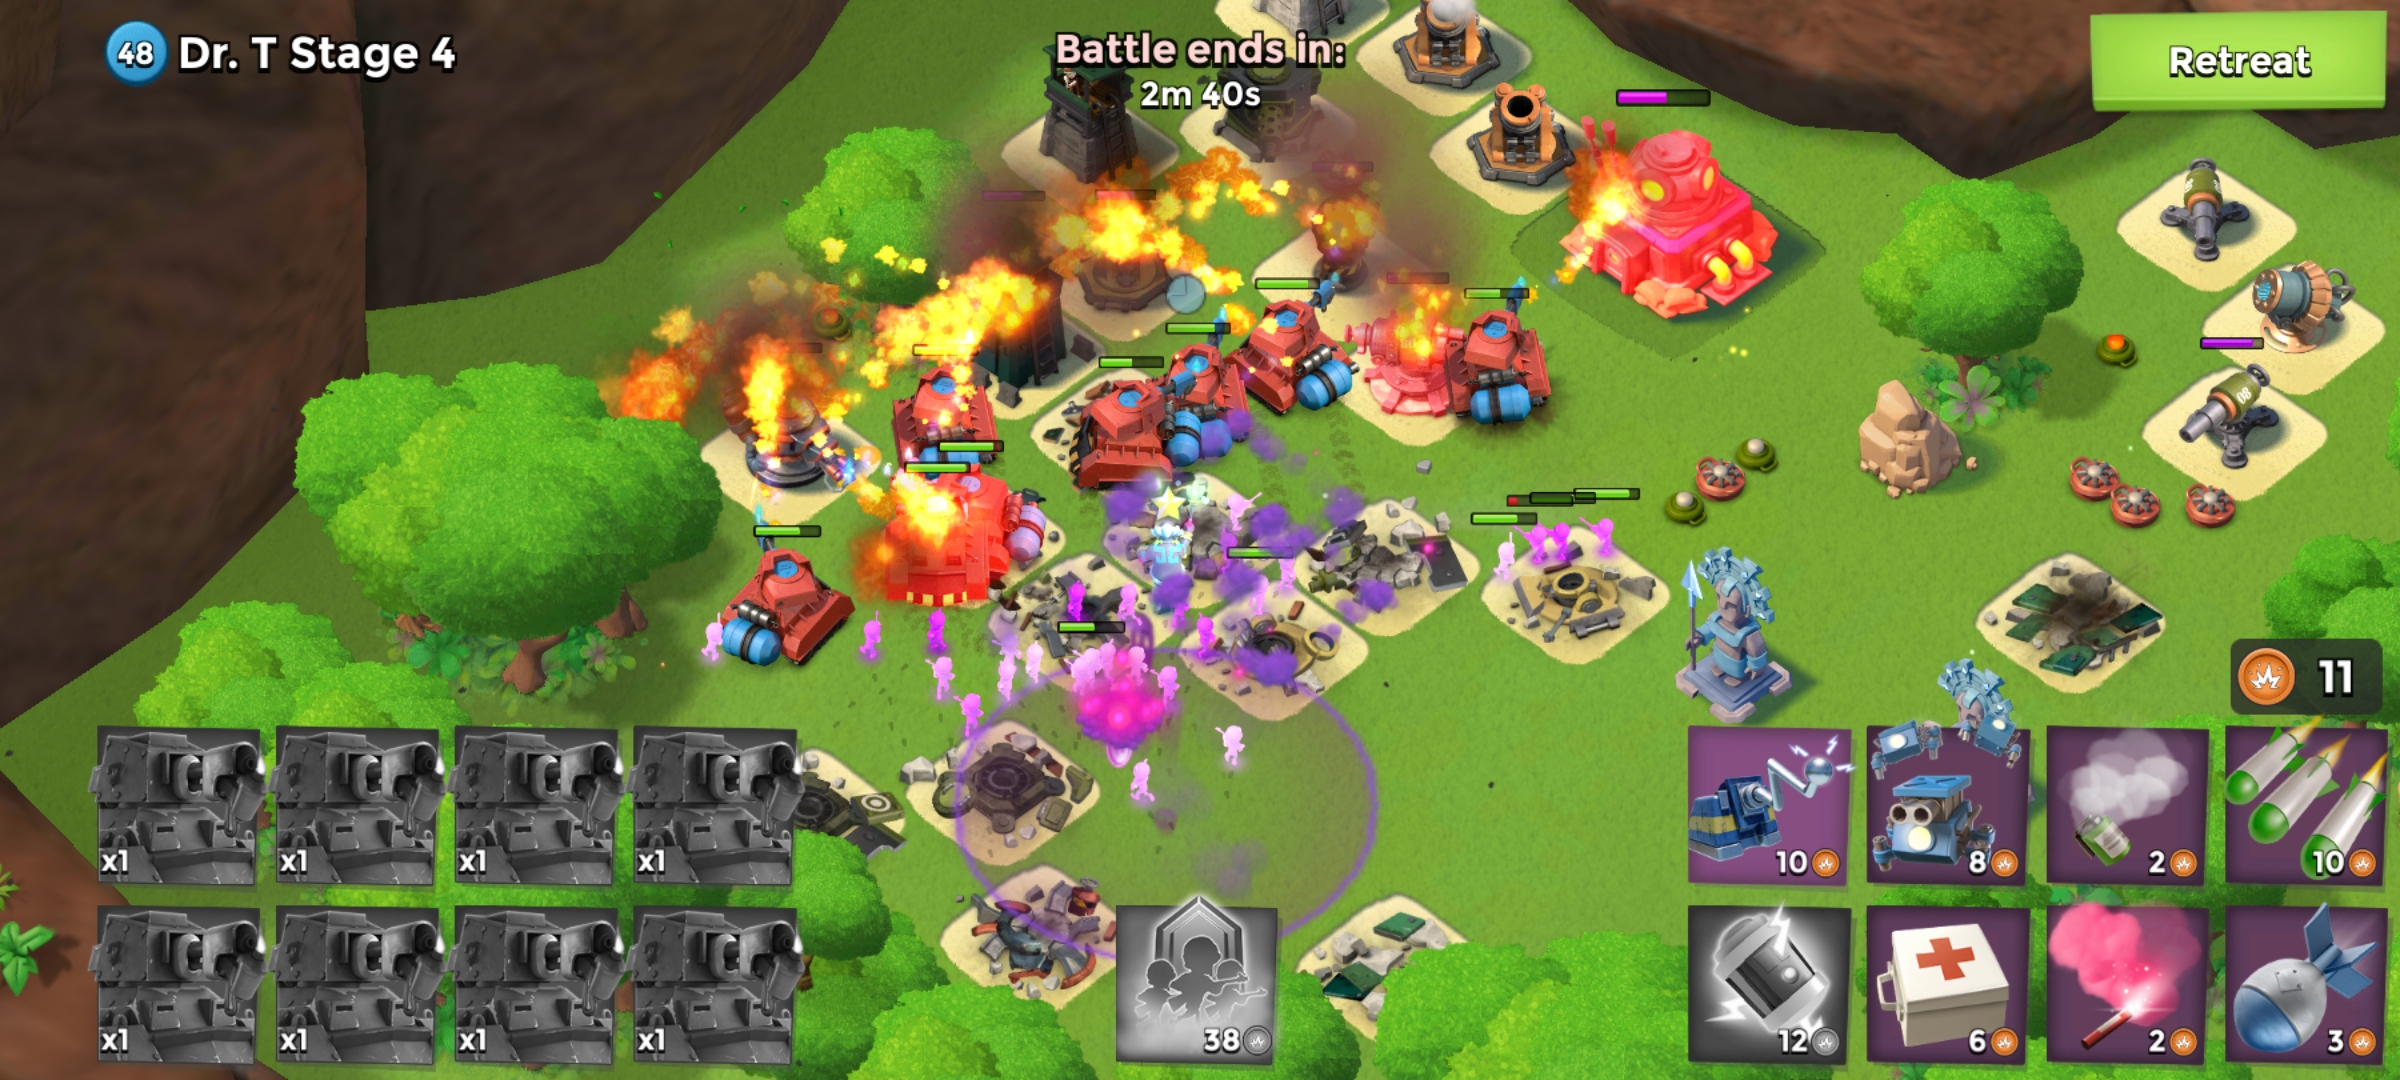 48 Dr. T Stage 4
Battle ends in:
2m 40s
Retreat
11
x1 x1 x1 x1
10 8 2 10
x1 x1 x1 x1
38
12 6 2 3